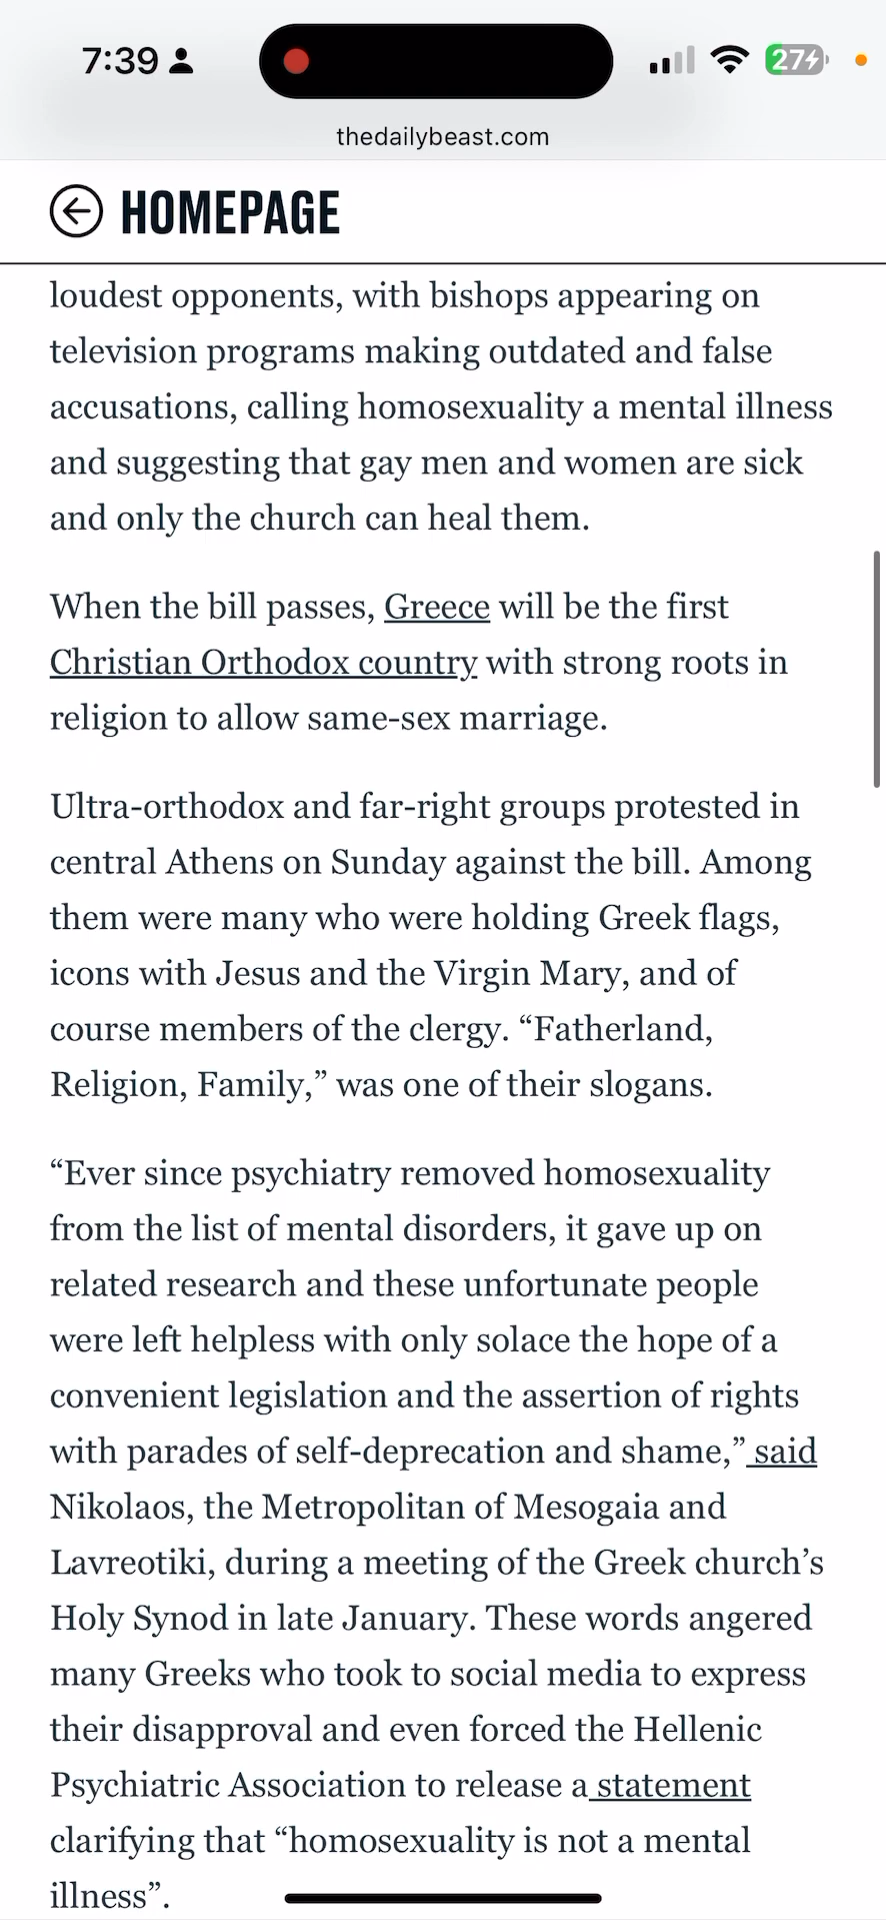 7:39
27
thedailybeast.com
HOMEPAGE
loudest opponents, with bishops appearing on
television programs making outdated and false
accusations, calling homosexuality a mental illness
and suggesting that gay men and women are sick
and only the church can heal them.
When the bill passes, Greece will be the first
Christian Orthodox country with strong roots in
religion to allow same-sex marriage.
Ultra-orthodox and far-right groups protested in
central Athens on Sunday against the bill. Among
them were many who were holding Greek flags,
icons with Jesus and the Virgin Mary, and of
course members of the clergy. “Fatherland,
Religion, Family,” was one of their slogans.
“Ever since psychiatry removed homosexuality
from the list of mental disorders, it gave up on
related research and these unfortunate people
were left helpless with only solace the hope of a
convenient legislation and the assertion of rights
with parades of self-deprecation and shame,” said
Nikolaos, the Metropolitan of Mesogaia and
Lavreotiki, during a meeting of the Greek church’s
Holy Synod in late January. These words angered
many Greeks who took to social media to express
their disapproval and even forced the Hellenic
Psychiatric Association to release a statement
clarifying that “homosexuality is not a mental
illness”.